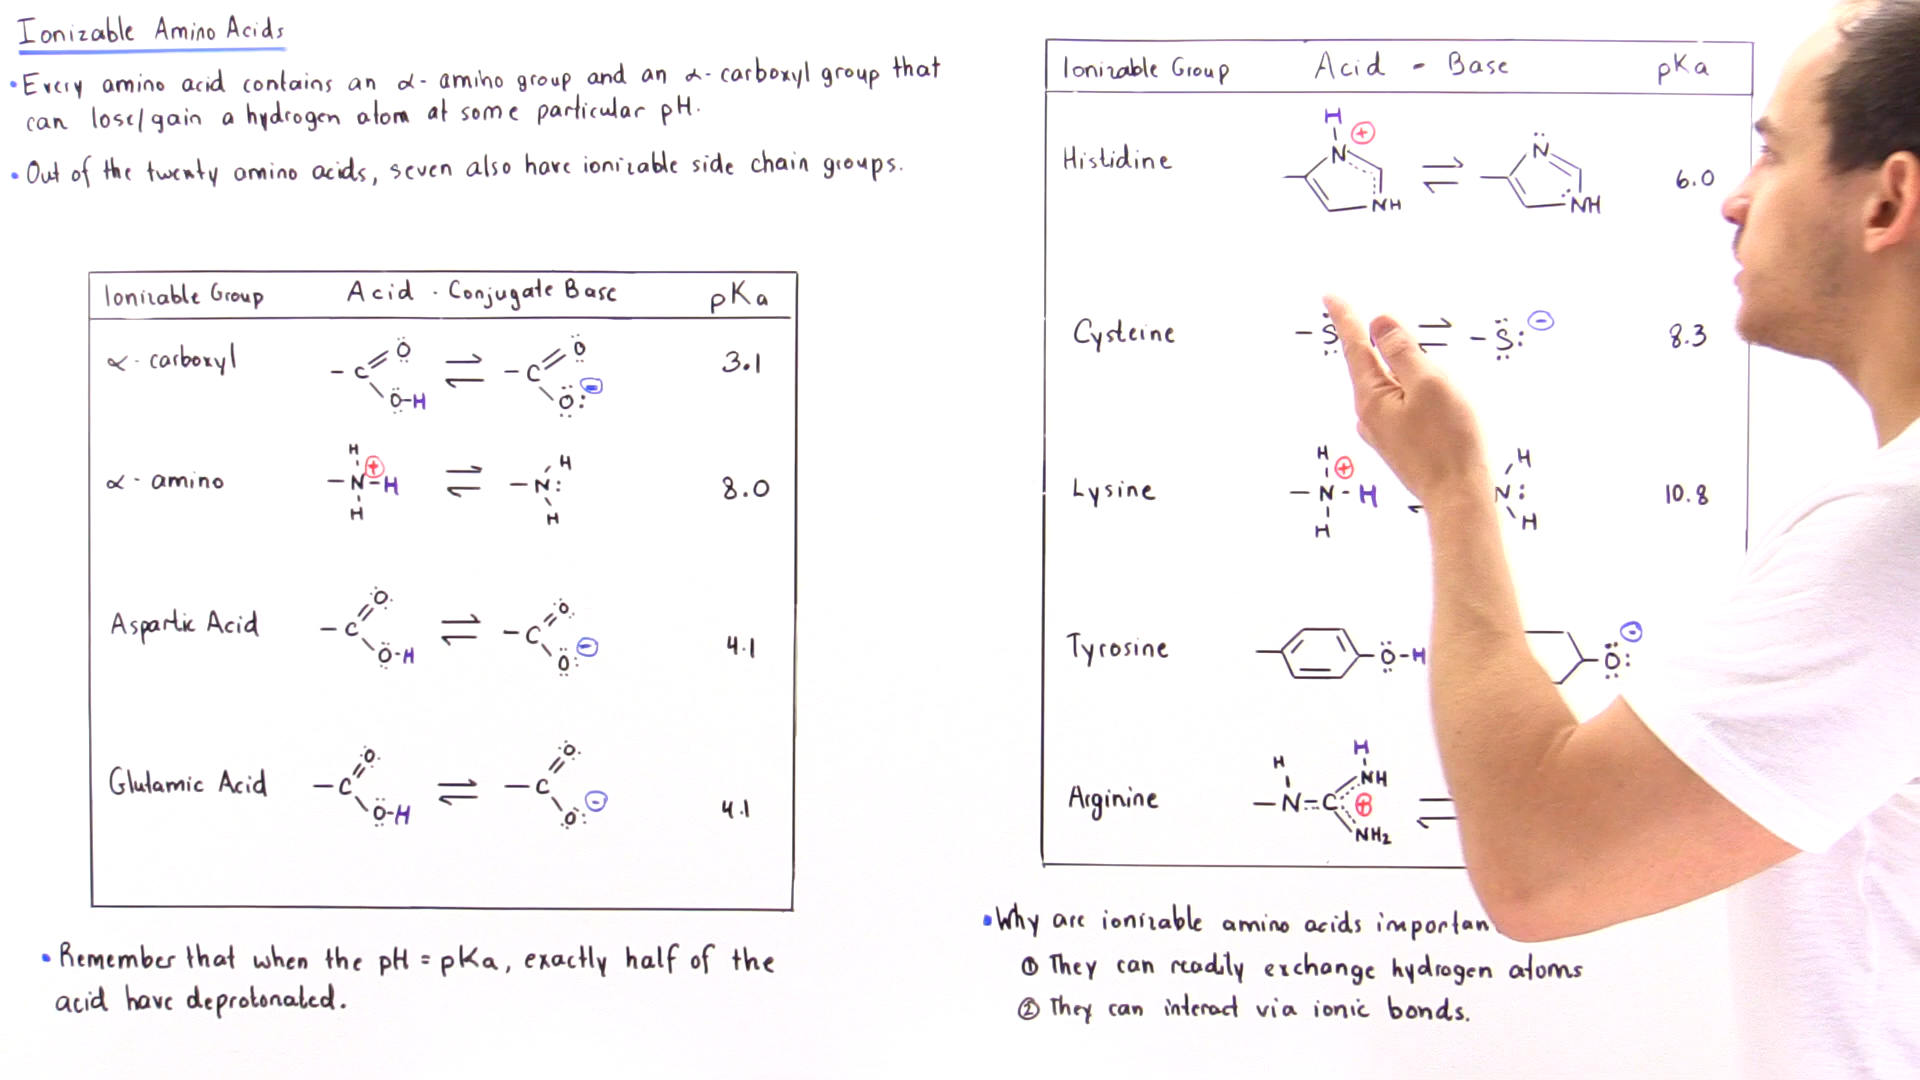 Ionizable Amino Acids
• Every amino acid contains an α-amino group and an α-carboxyl group that
can lose/gain a hydrogen atom at some particular pH.
• Out of the twenty amino acids, seven also have ionizable side chain groups.
Ionizable Group Acid - Conjugate Base pKa
α-carboxyl -C O Ö-H ⇌ -C O O: ⊖ 3.1
α-amino H -N-H ⊕ H ⇌ -N: H H 8.0
Aspartic Acid -C O Ö-H ⇌ -C O O: ⊖ 4.1
Glutamic Acid -C O Ö-H ⇌ -C O O: ⊖ 4.1
• Remember that when the pH = pKa, exactly half of the
acid have deprotonated.
Ionizable Group Acid - Base pKa
Histidine H N ⊕ NH ⇌ N NH 6.0
Cysteine -S ⇌ -S: ⊖ 8.3
Lysine H -N-H ⊕ H N: H H 10.8
Tyrosine -O-H -O: ⊖
Arginine H -N=C H NH ⊕ NH2 ⇌
• Why are ionizable amino acids
① They can readily exchange hydrogen atoms
② They can interact via ionic bonds.